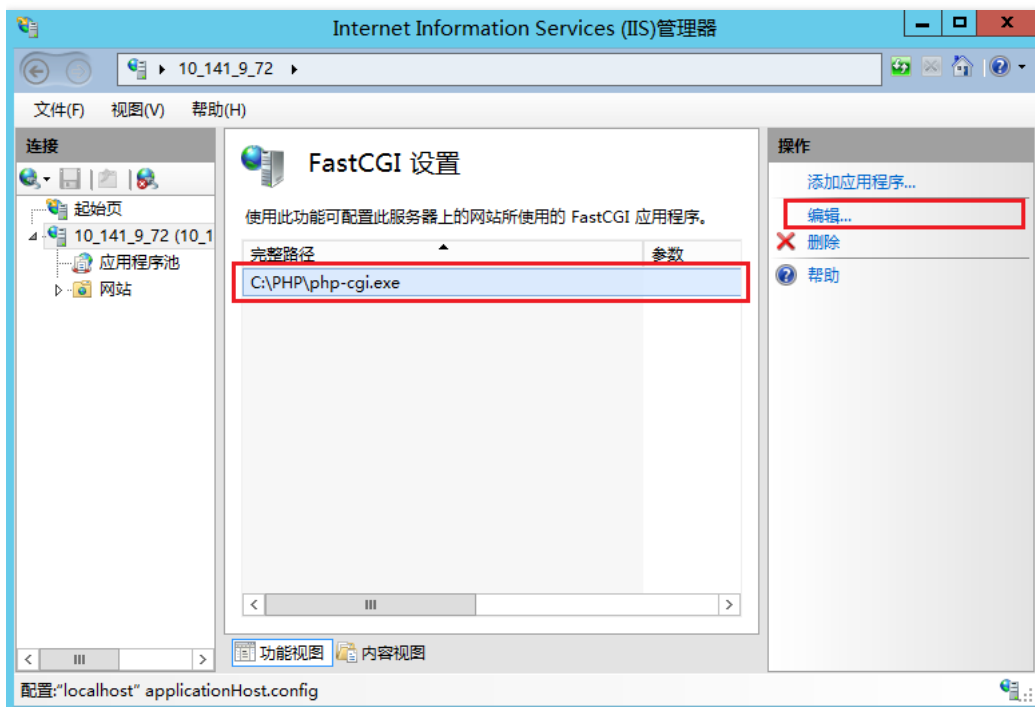 Internet Information Services (IIS)管理器
10_141_9_72
文件(F) 视图(V) 帮助(H)
连接
起始页
10_141_9_72 (10_1
应用程序池
网站
FastCGI 设置
使用此功能可配置此服务器上的网站所使用的 FastCGI 应用程序。
完整路径 参数
C:\PHP\php-cgi.exe
功能视图 内容视图
操作
添加应用程序...
编辑...
删除
帮助
配置:"localhost" applicationHost.config